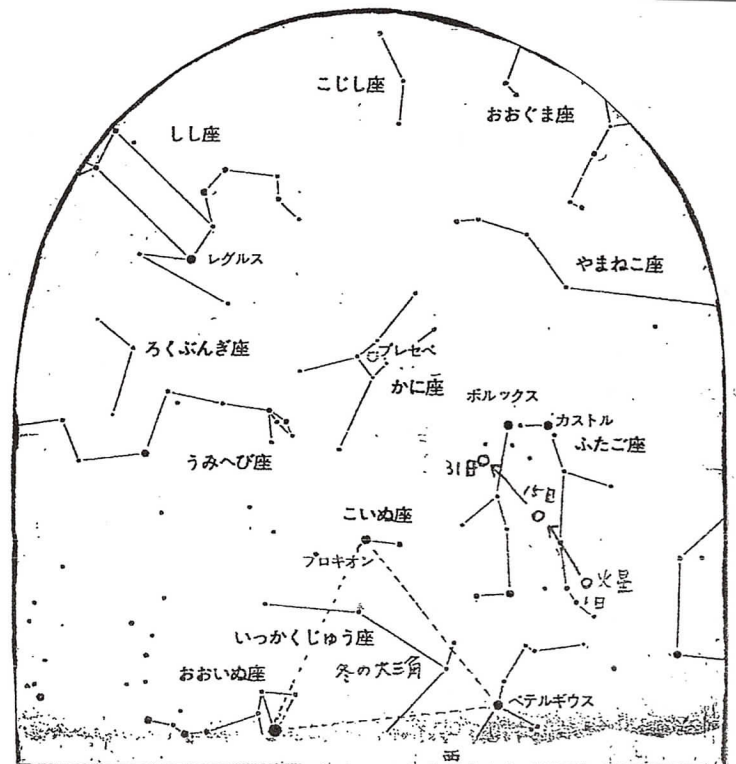 こじし座
おおぐま座
しし座
レグルス
やまねこ座
ろくぶんぎ座
プレセペ
かに座
ポルックス
カストル
ふたご座
うみへび座
31日
15日
こいぬ座
プロキオン
火星
1日
いっかくじゅう座
おおいぬ座
冬の大三角
ベテルギウス
西